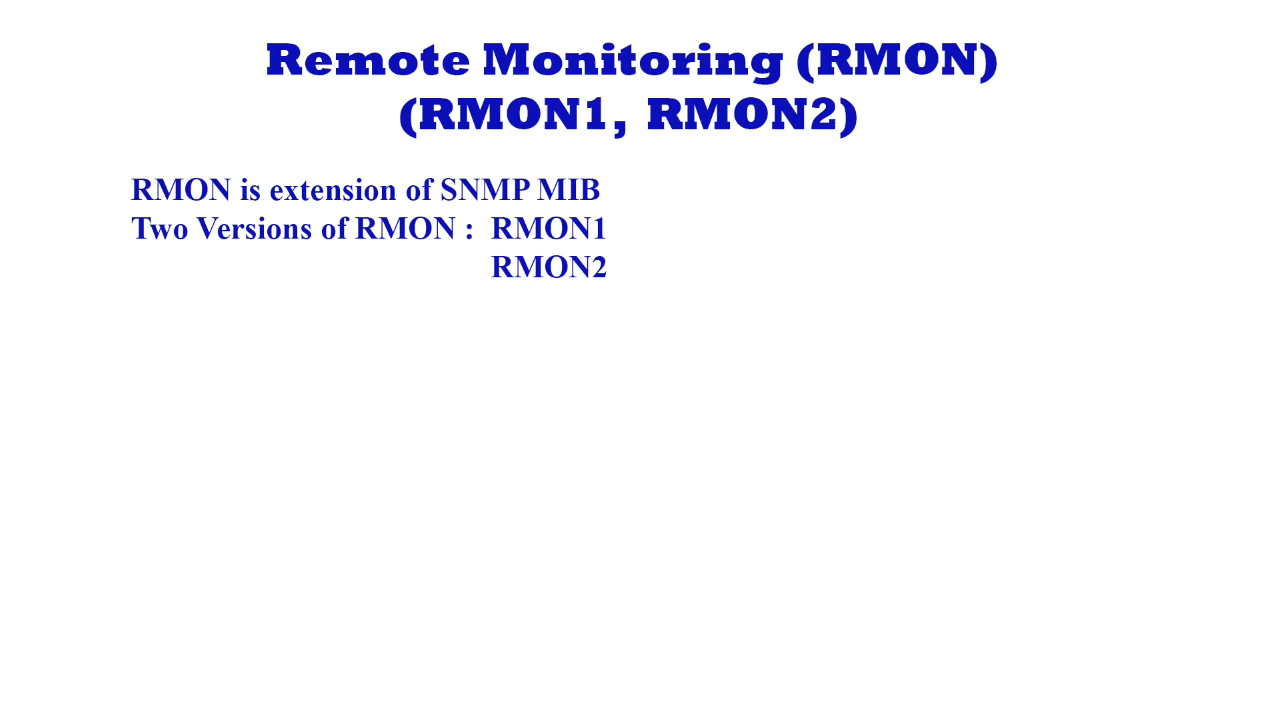 Remote Monitoring (RMON)
(RMON1, RMON2)
RMON is extension of SNMP MIB
Two Versions of RMON : RMON1
RMON2